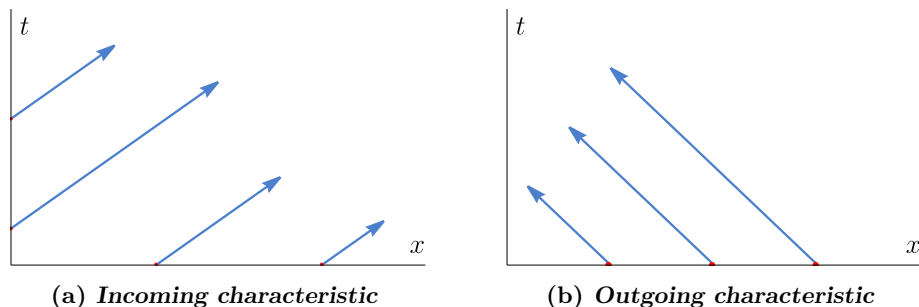 t
t
x
x
(a) Incoming characteristic
(b) Outgoing characteristic